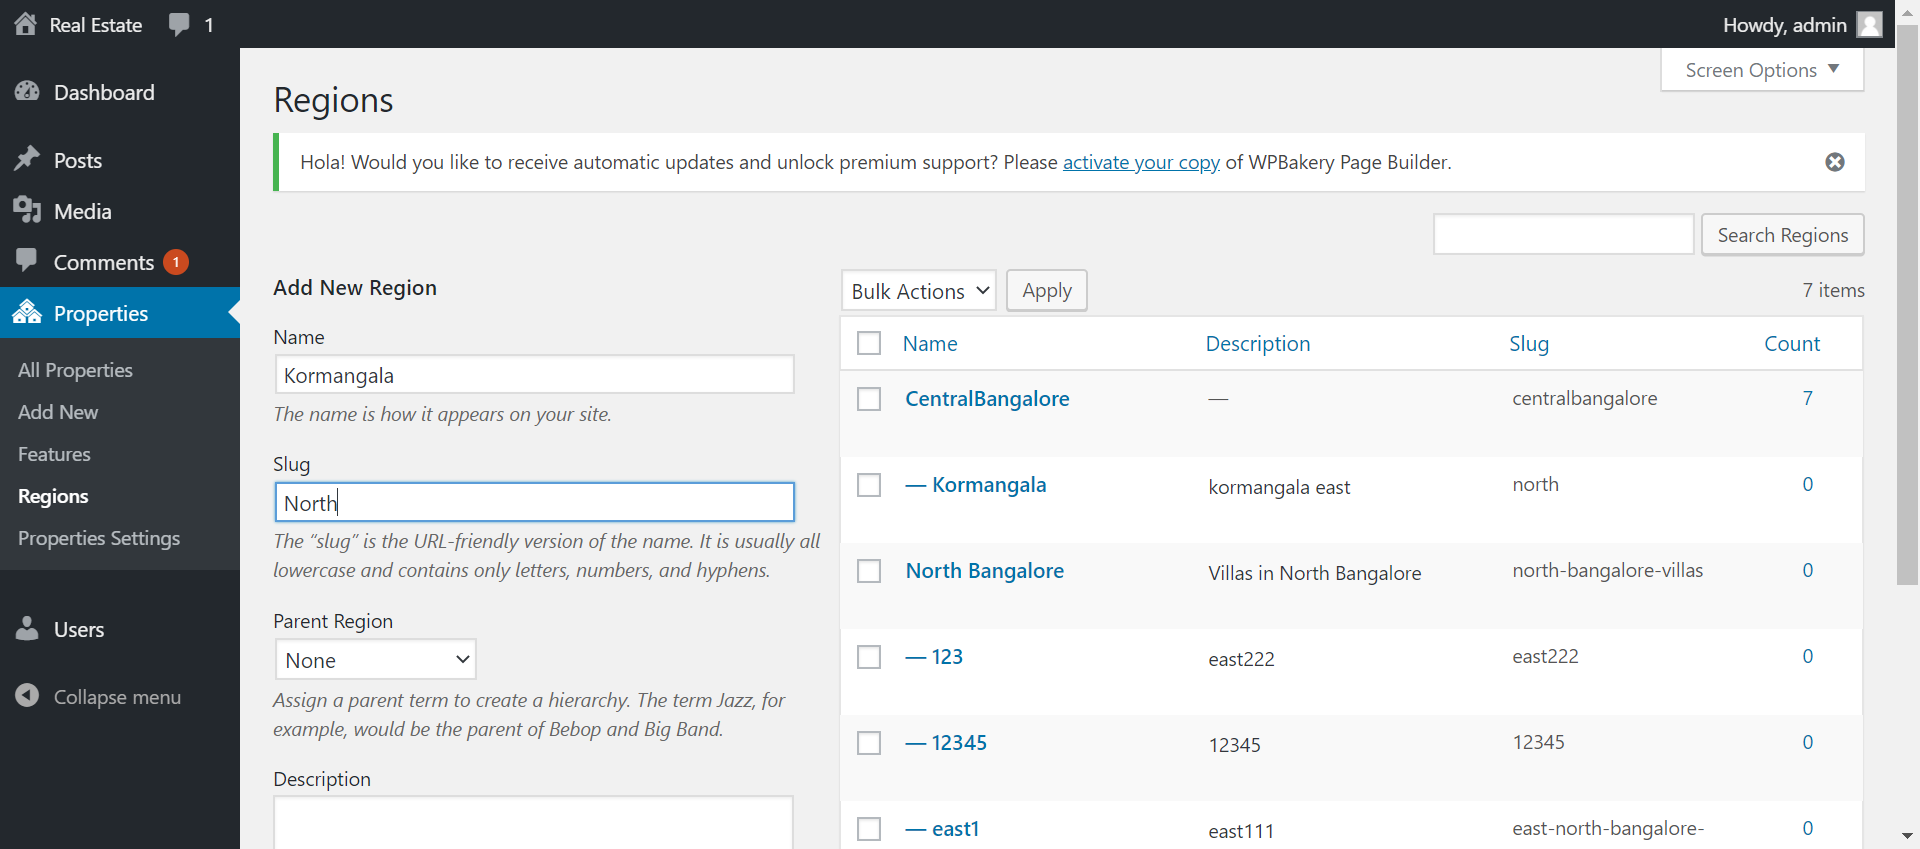 Real Estate 1 Howdy, admin
Dashboard
Posts
Media
Comments 1
Properties
All Properties
Add New
Features
Regions
Properties Settings
Users
Collapse menu
Screen Options
Regions
Hola! Would you like to receive automatic updates and unlock premium support? Please activate your copy of WPBakery Page Builder.
Search Regions
Add New Region
Name
Kormangala
The name is how it appears on your site.
Slug
North
The “slug” is the URL-friendly version of the name. It is usually all
lowercase and contains only letters, numbers, and hyphens.
Parent Region
None
Assign a parent term to create a hierarchy. The term Jazz, for
example, would be the parent of Bebop and Big Band.
Description
Bulk Actions Apply 7 items
Name Description Slug Count
CentralBangalore — centralbangalore 7
— Kormangala kormangala east north 0
North Bangalore Villas in North Bangalore north-bangalore-villas 0
— 123 east222 east222 0
— 12345 12345 12345 0
— east1 east111 east-north-bangalore- 0